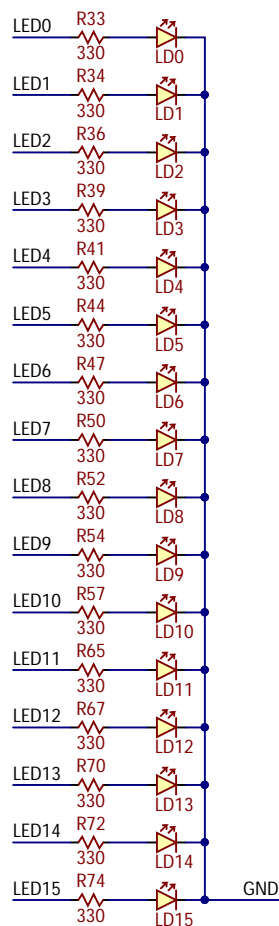 LED0 R33 330 LD0
LED1 R34 330 LD1
LED2 R36 330 LD2
LED3 R39 330 LD3
LED4 R41 330 LD4
LED5 R44 330 LD5
LED6 R47 330 LD6
LED7 R50 330 LD7
LED8 R52 330 LD8
LED9 R54 330 LD9
LED10 R57 330 LD10
LED11 R65 330 LD11
LED12 R67 330 LD12
LED13 R70 330 LD13
LED14 R72 330 LD14
LED15 R74 330 LD15 GND